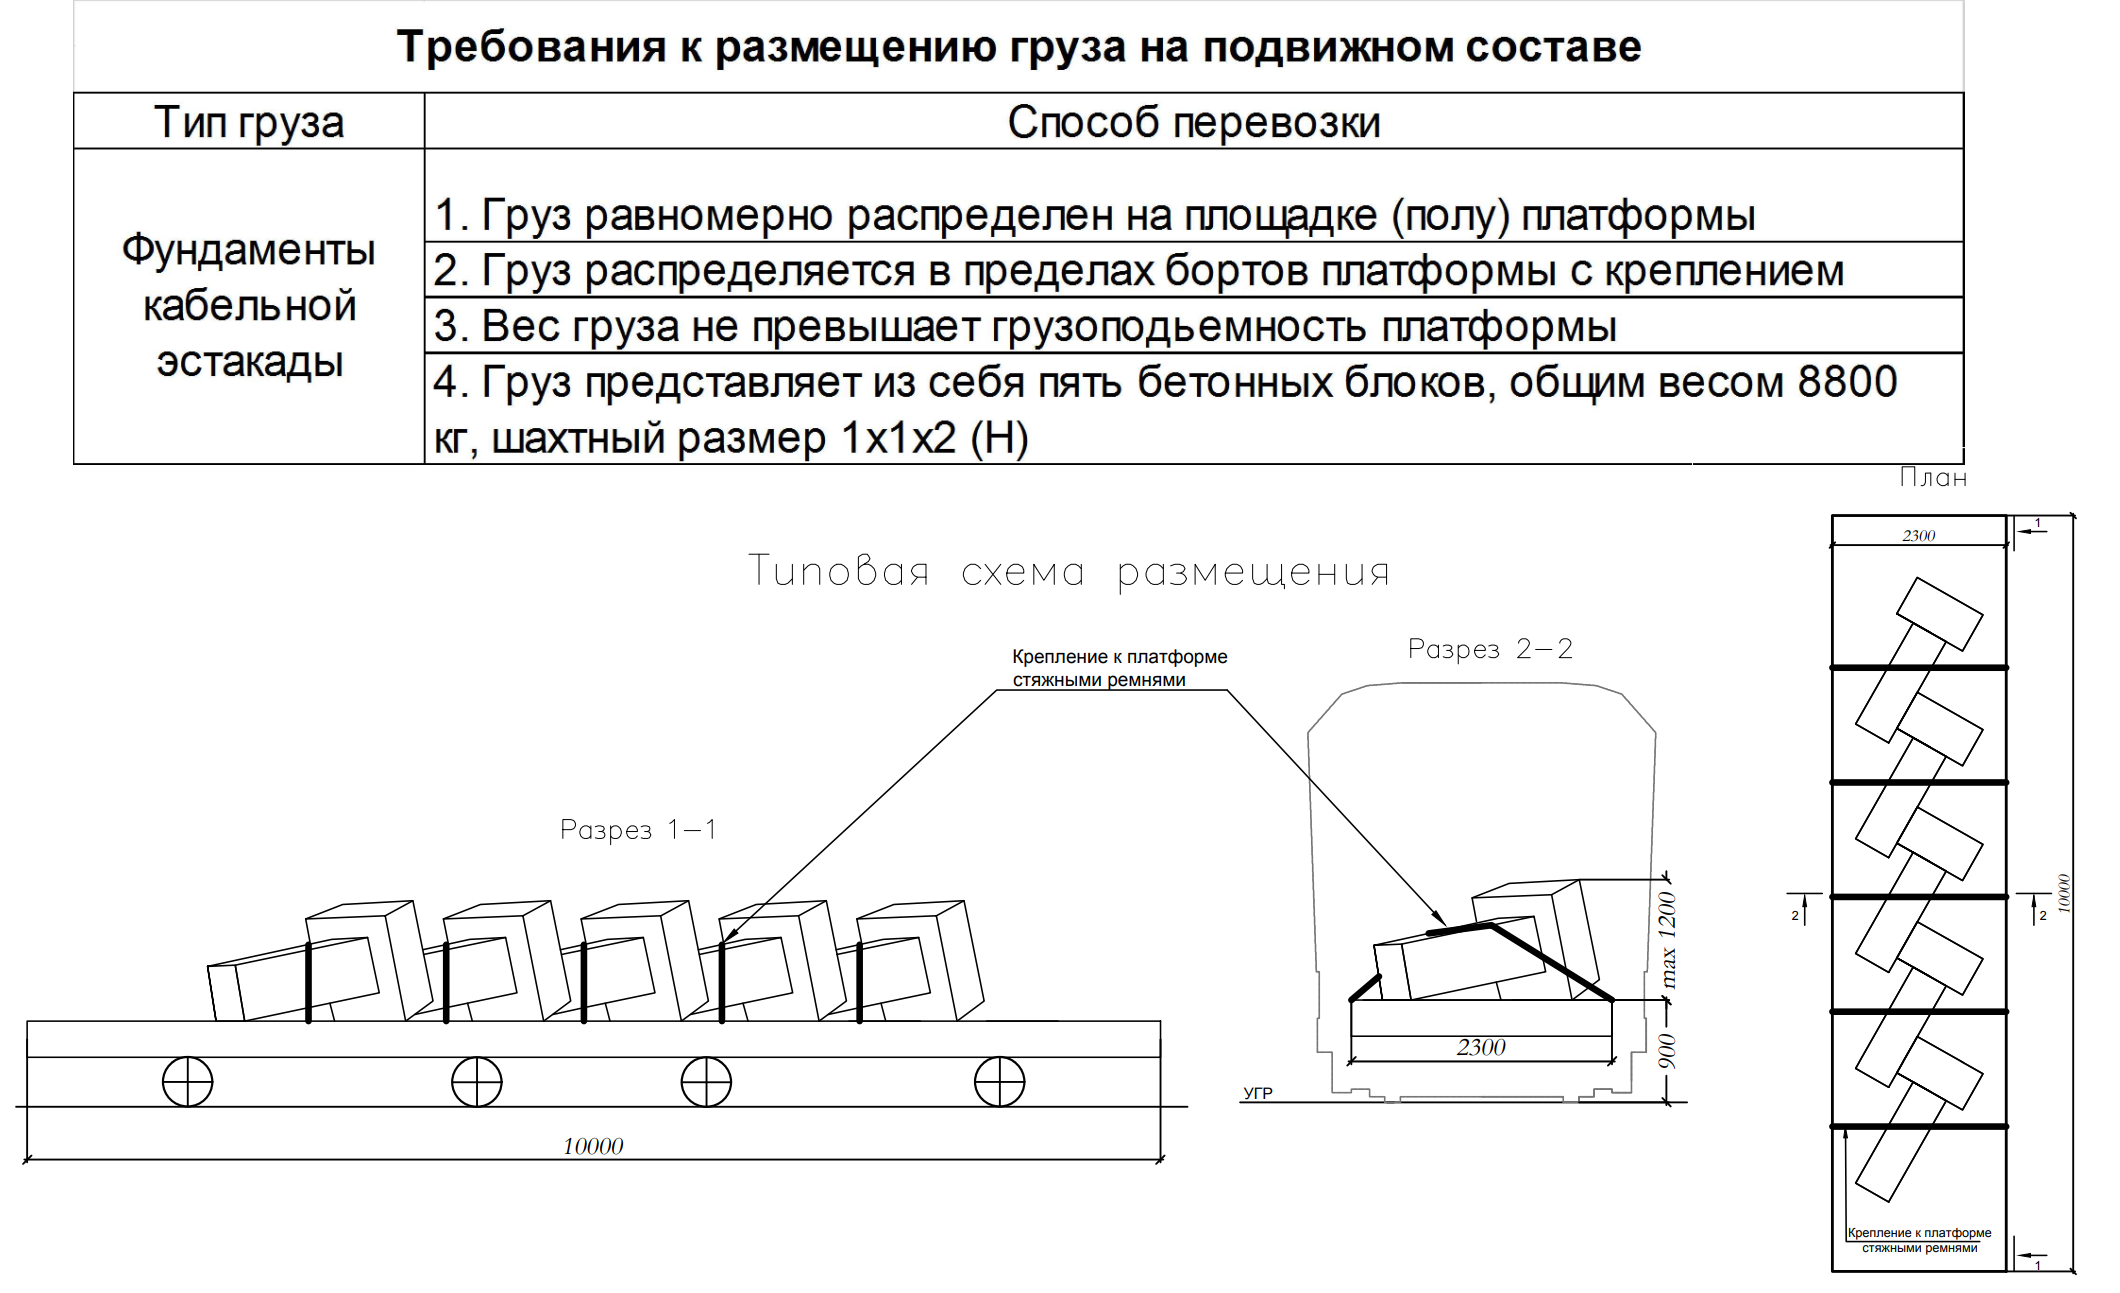 Требования к размещению груза на подвижном составе
Тип груза
Способ перевозки
Фундаменты
кабельной
эстакады
1. Груз равномерно распределен на площадке (полу) платформы
2. Груз распределяется в пределах бортов платформы с креплением
3. Вес груза не превышает грузоподьемность платформы
4. Груз представляет из себя пять бетонных блоков, общим весом 8800
кг, шахтный размер 1х1х2 (Н)
План
Типовая схема размещения
Крепление к платформе
стяжными ремнями
Разрез 1-1
10000
Разрез 2-2
max 1200
900
2300
УГР
1
2300
10000
2
2
Крепление к платформе
стяжными ремнями
1